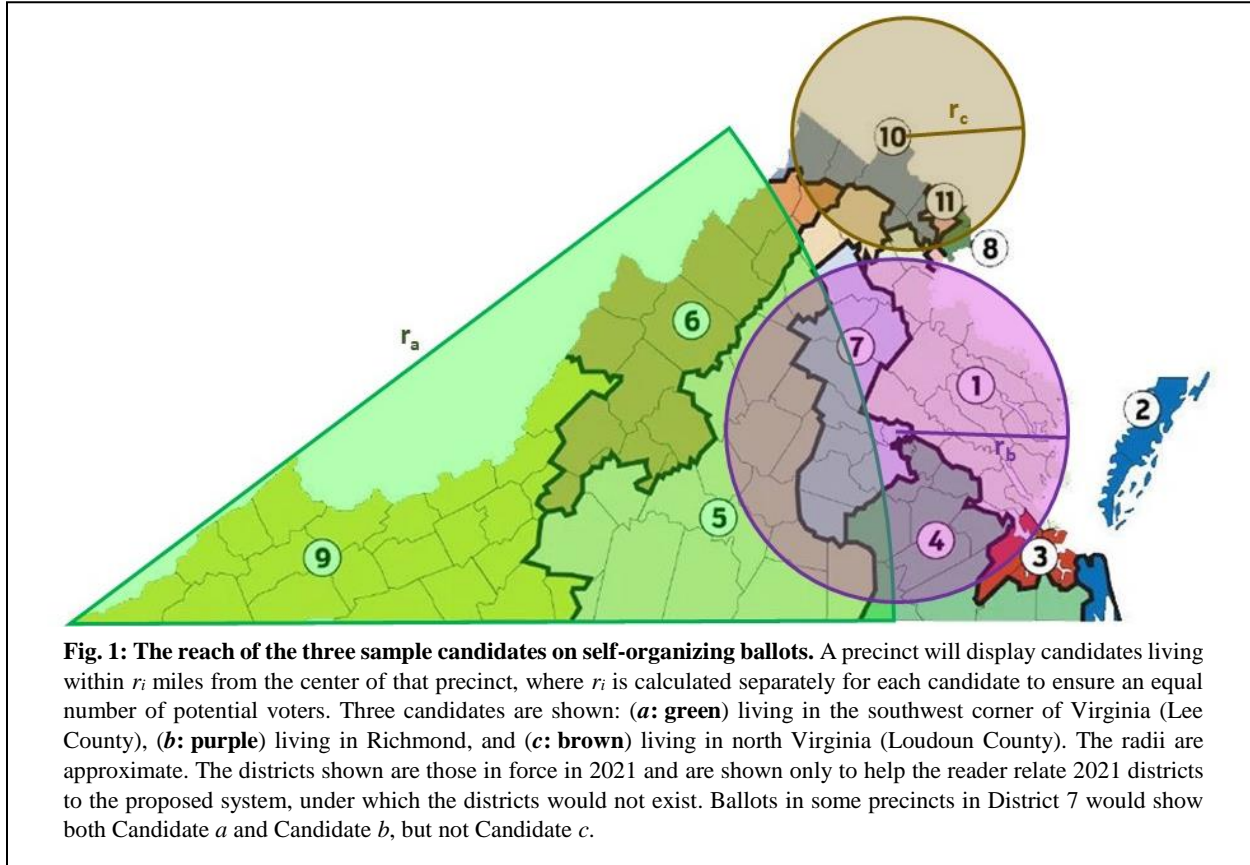 r_c
10
11
8
r_a
6
7
1
2
r_b
5
4
9
3
Fig. 1: The reach of the three sample candidates on self-organizing ballots. A precinct will display candidates living
within r_i miles from the center of that precinct, where r_i is calculated separately for each candidate to ensure an equal
number of potential voters. Three candidates are shown: (a: green) living in the southwest corner of Virginia (Lee
County), (b: purple) living in Richmond, and (c: brown) living in north Virginia (Loudoun County). The radii are
approximate. The districts shown are those in force in 2021 and are shown only to help the reader relate 2021 districts
to the proposed system, under which the districts would not exist. Ballots in some precincts in District 7 would show
both Candidate a and Candidate b, but not Candidate c.